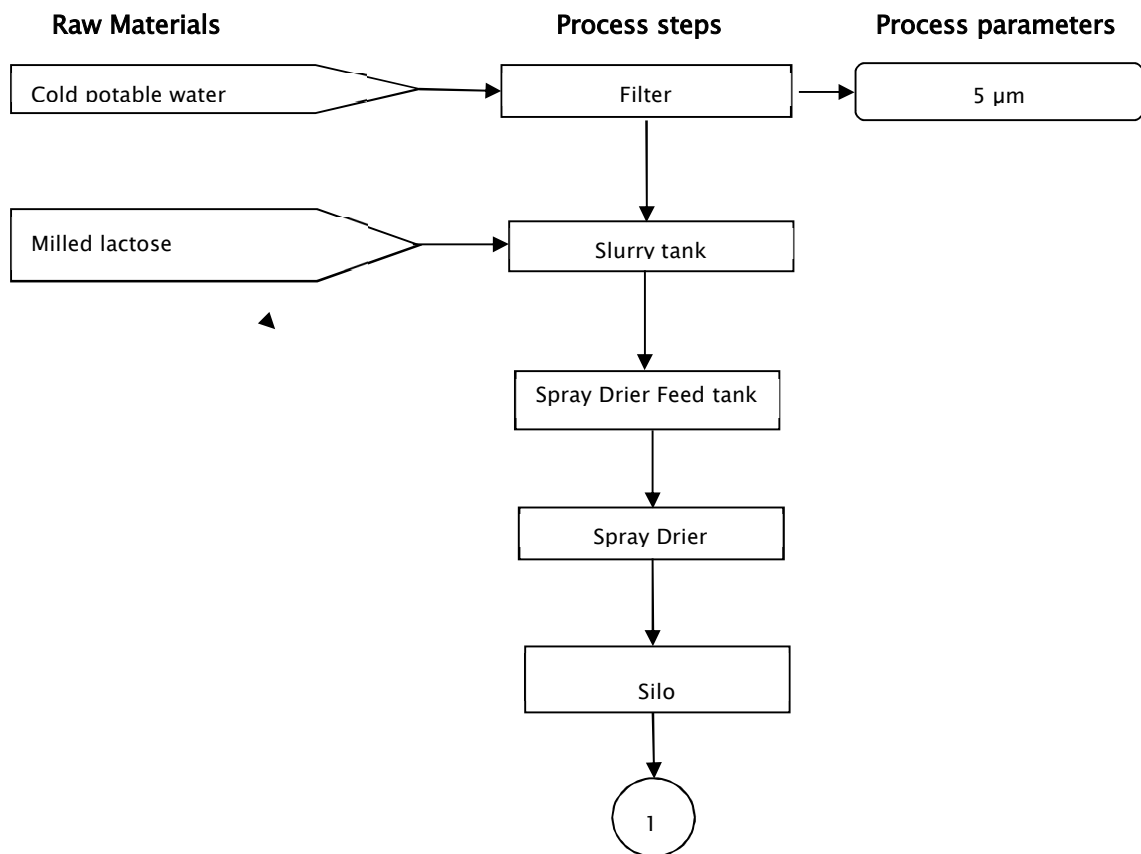 Raw Materials
Process steps
Process parameters
Cold potable water
Filter
5 µm
Milled lactose
Slurry tank
Spray Drier Feed tank
Spray Drier
Silo
1